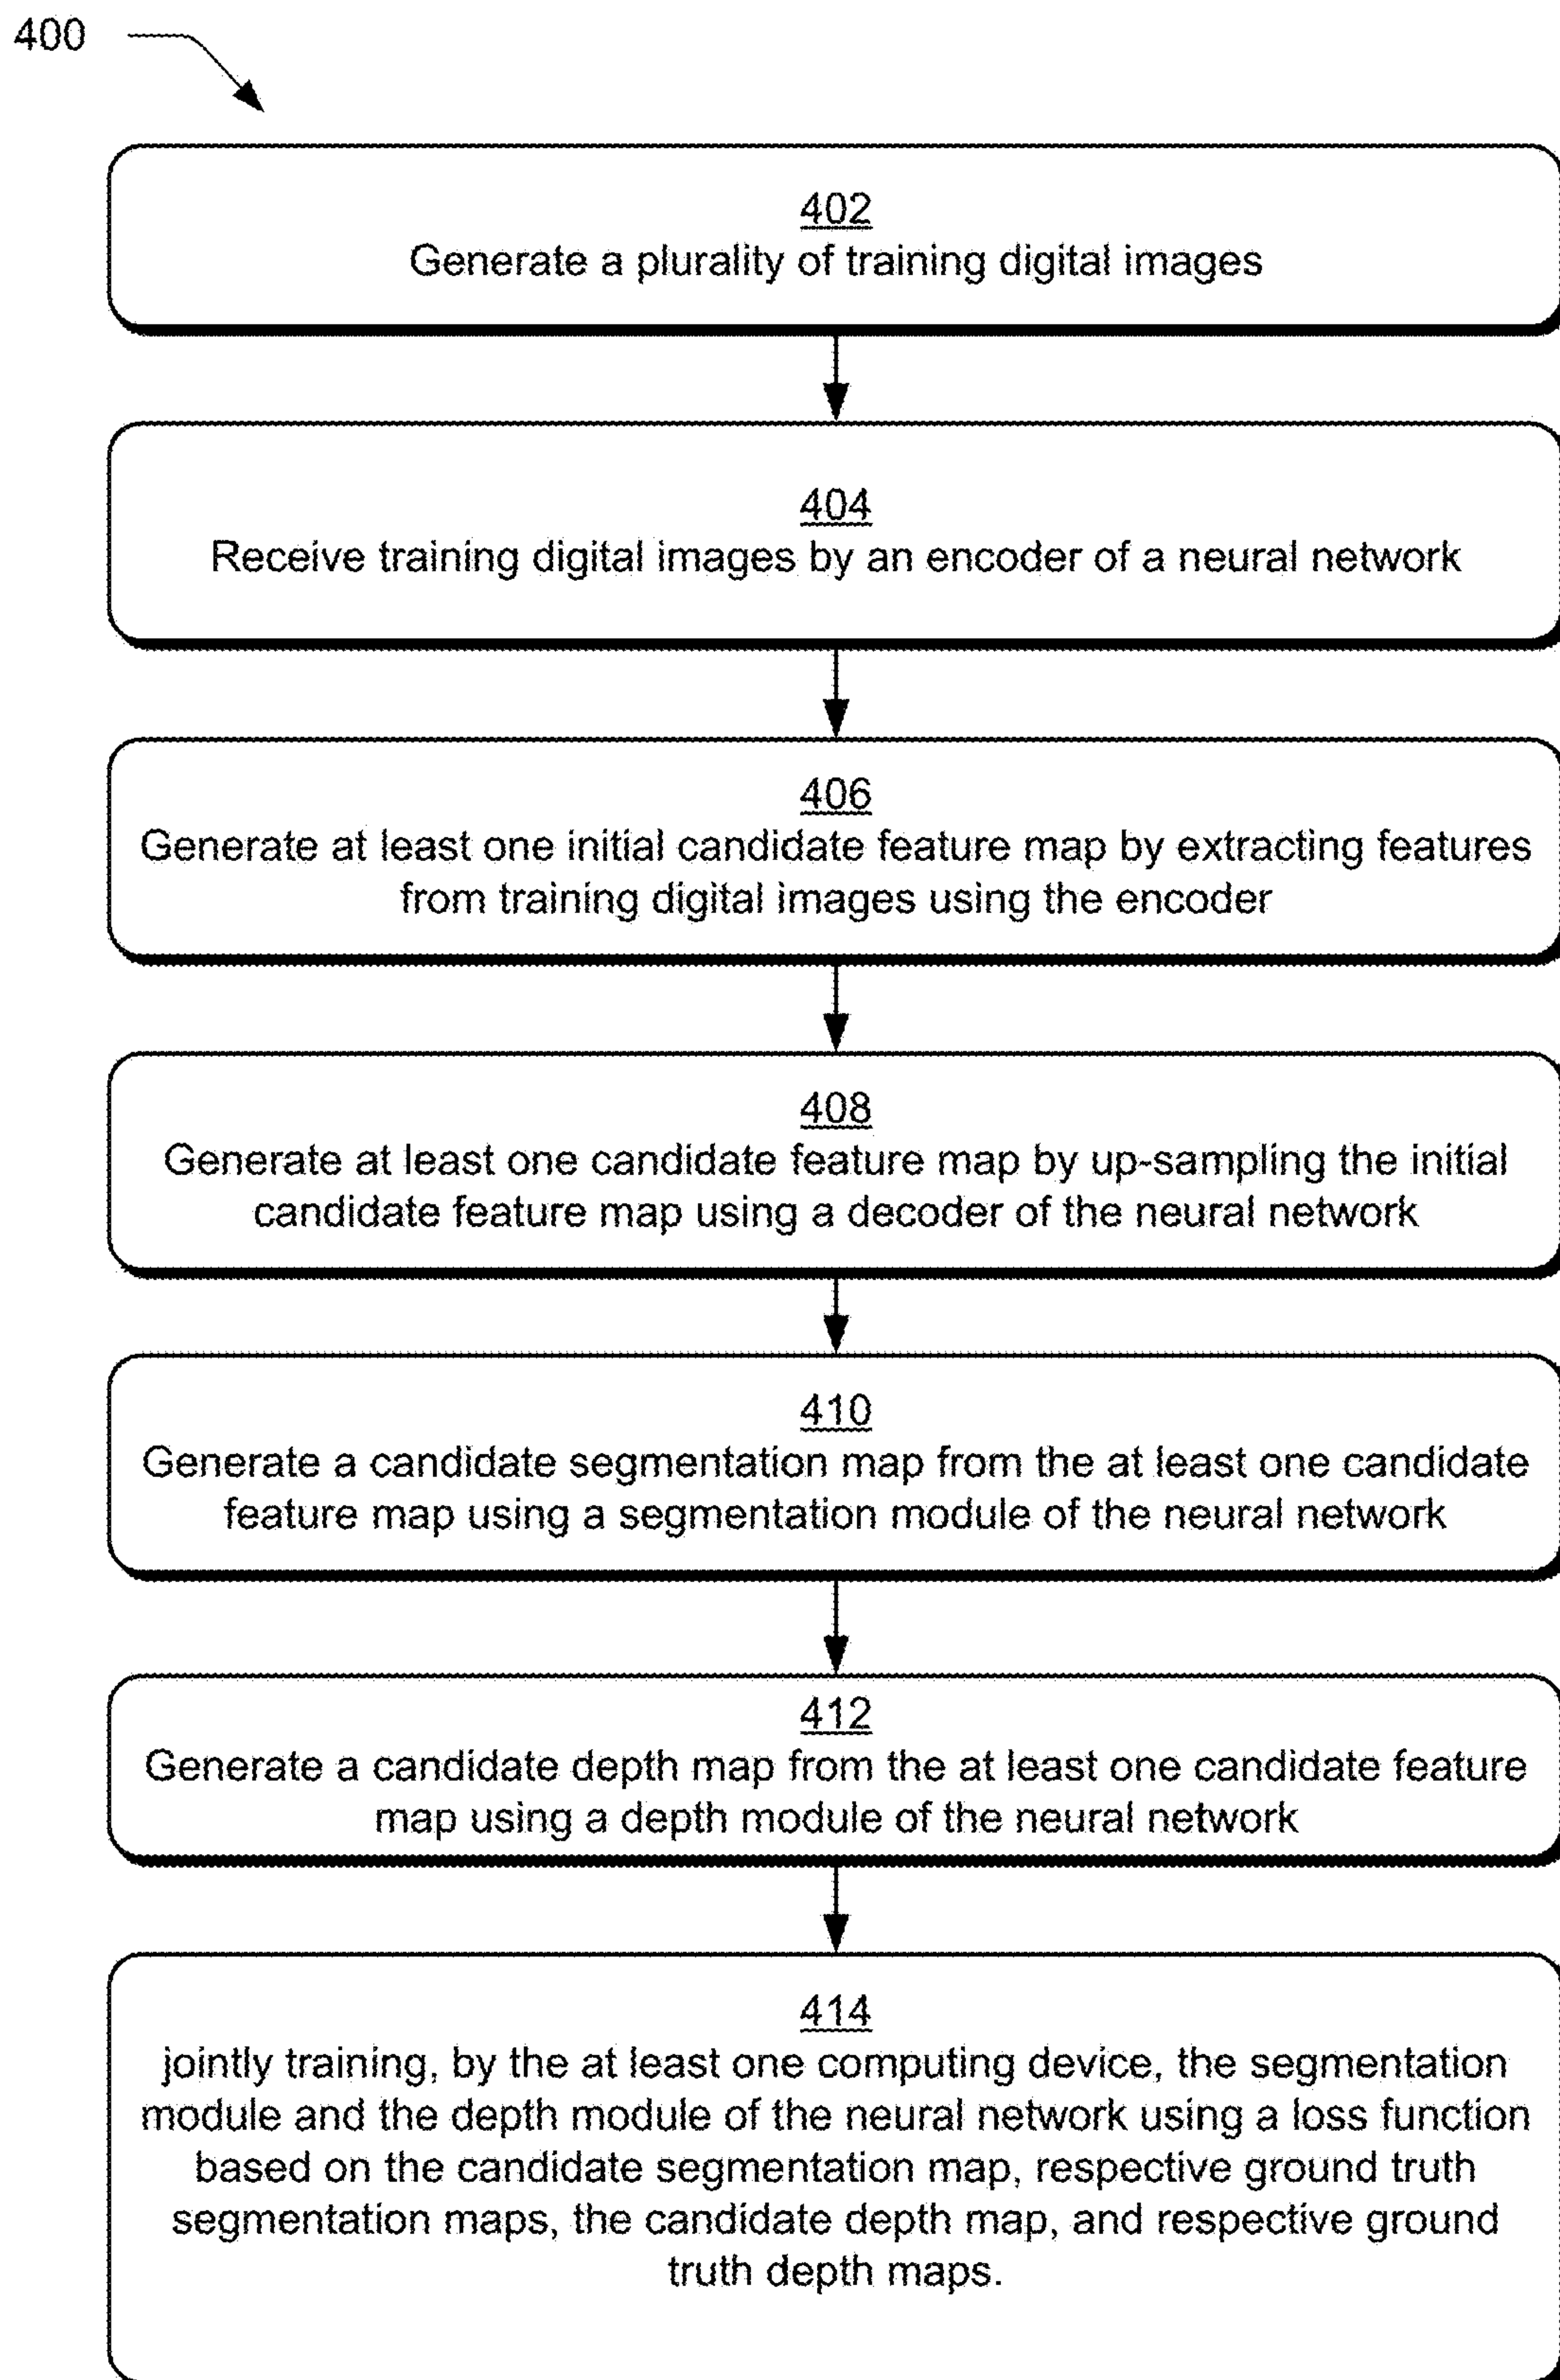 400
402
Generate a plurality of training digital images
404
Receive training digital images by an encoder of a neural network
406
Generate at least one initial candidate feature map by extracting features
from training digital images using the encoder
408
Generate at least one candidate feature map by up-sampling the initial
candidate feature map using a decoder of the neural network
410
Generate a candidate segmentation map from the at least one candidate
feature map using a segmentation module of the neural network
412
Generate a candidate depth map from the at least one candidate feature
map using a depth module of the neural network
414
jointly training, by the at least one computing device, the segmentation
module and the depth module of the neural network using a loss function
based on the candidate segmentation map, respective ground truth
segmentation maps, the candidate depth map, and respective ground
truth depth maps.